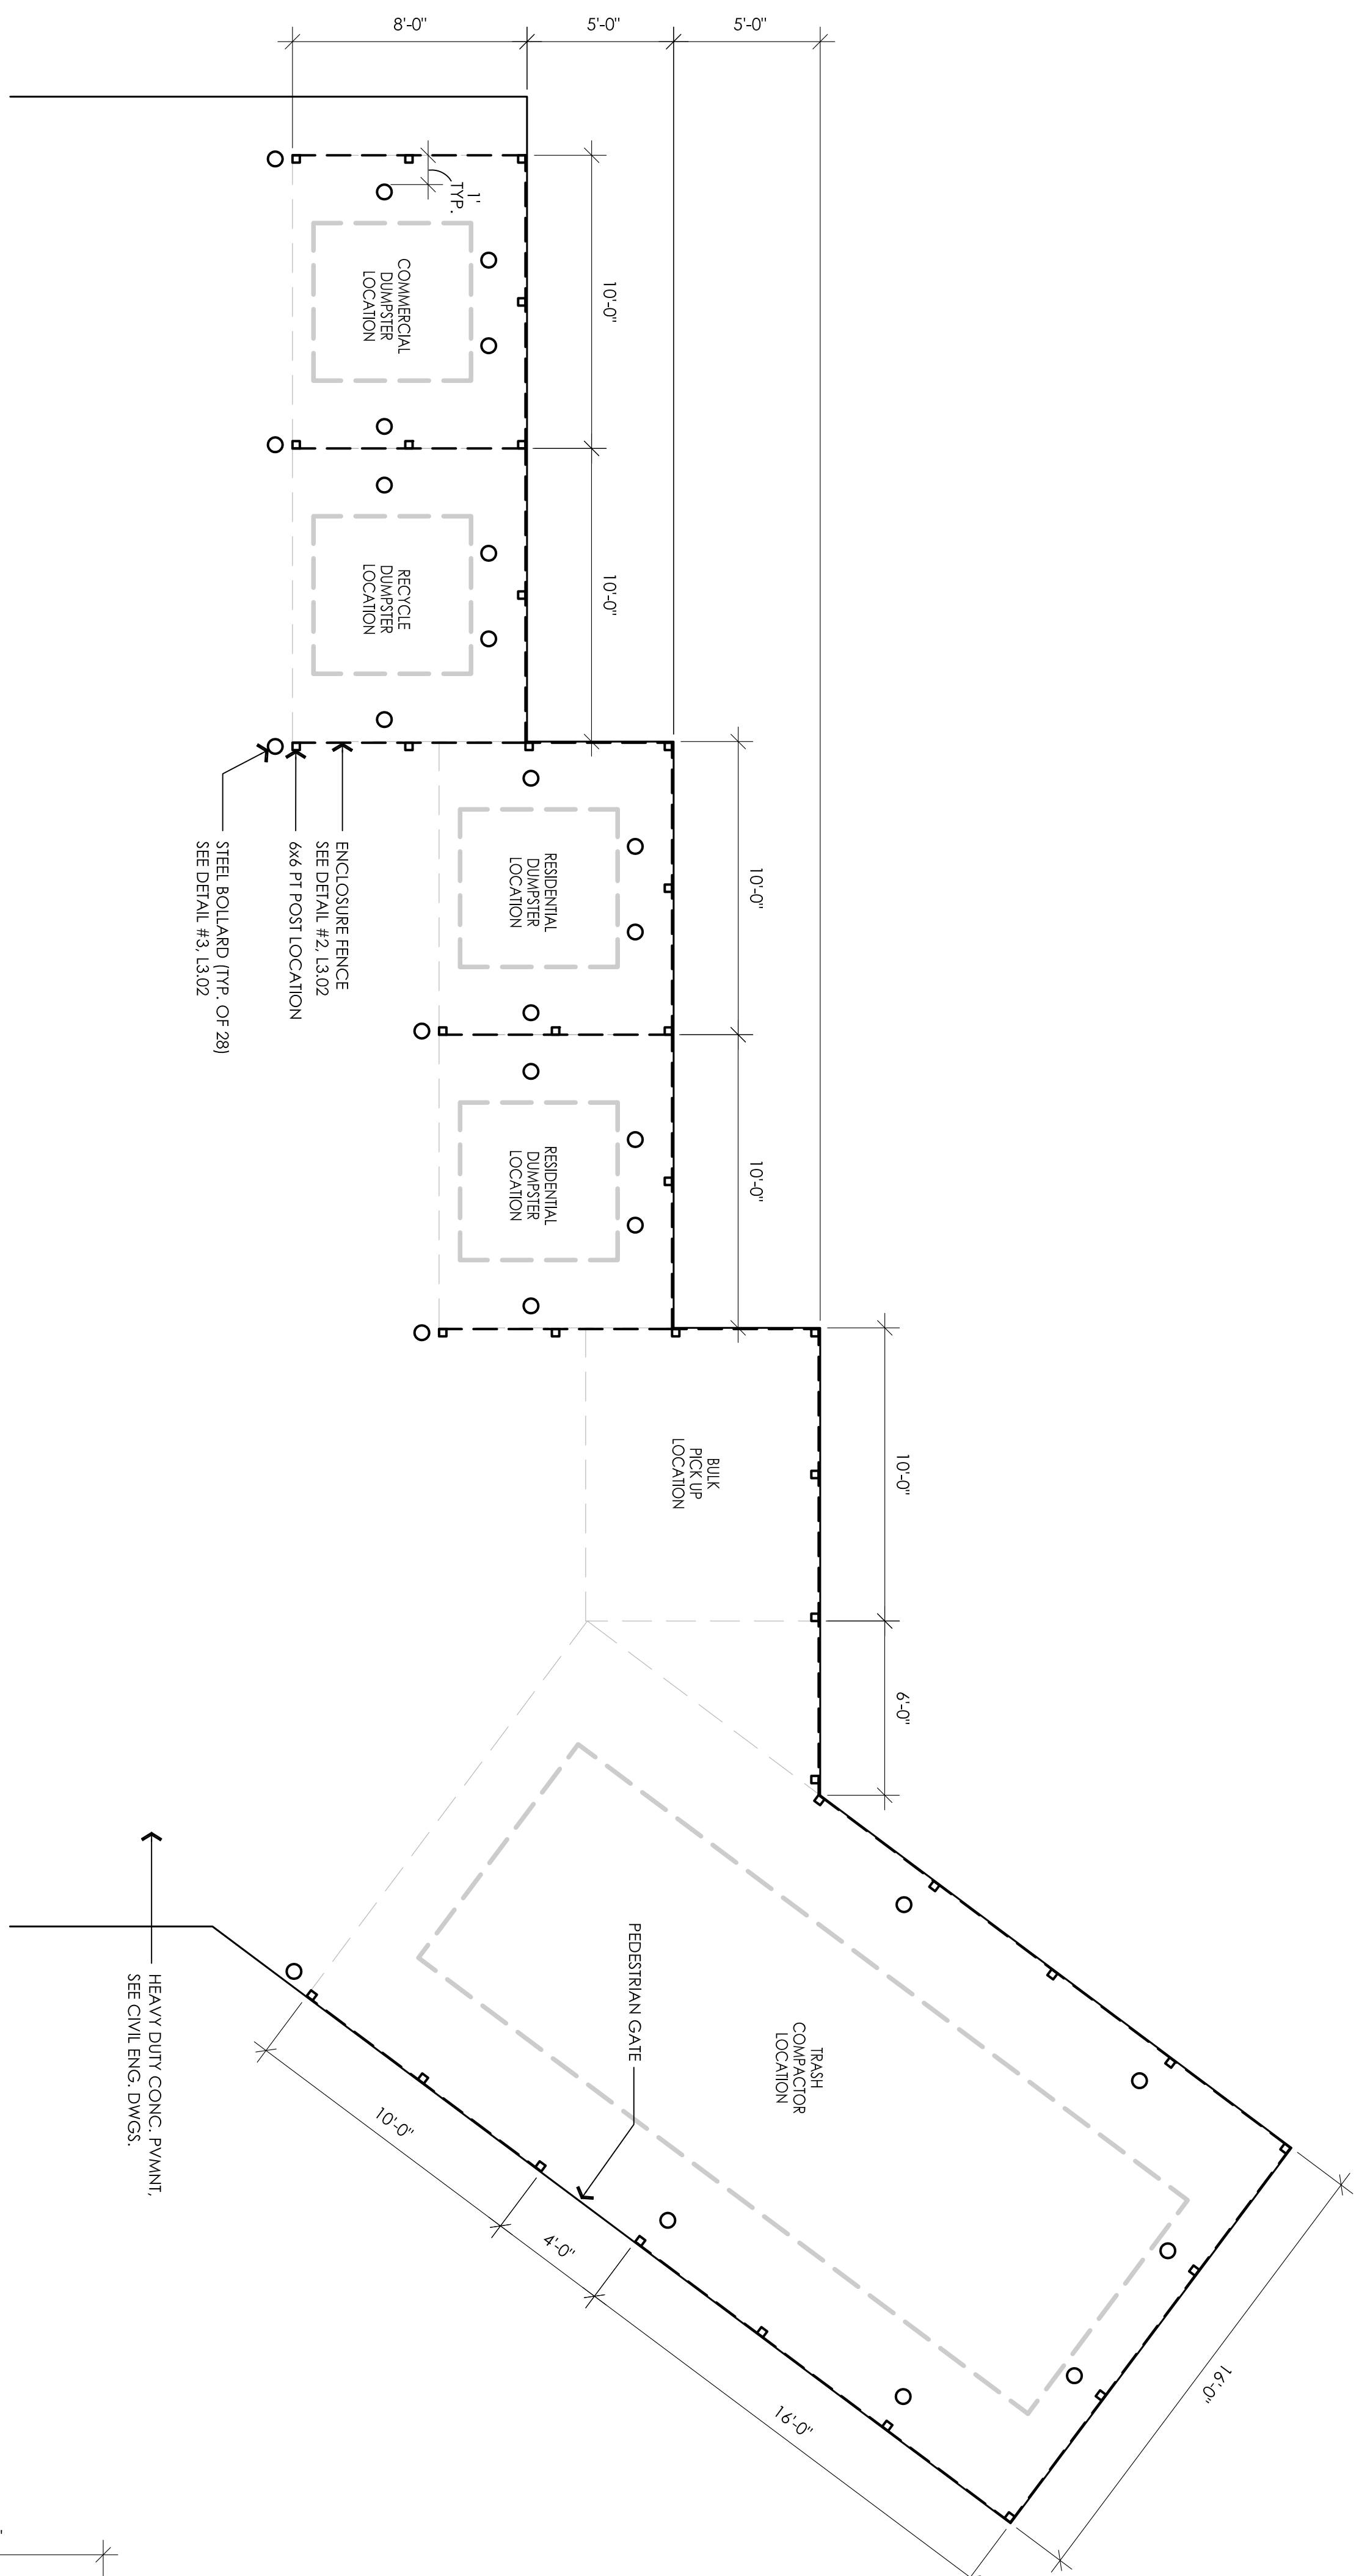 8'-0"
5'-0"
5'-0"
1'
TYP.
10'-0"
COMMERCIAL
DUMPSTER
LOCATION
10'-0"
RECYCLE
DUMPSTER
LOCATION
10'-0"
RESIDENTIAL
DUMPSTER
LOCATION
ENCLOSURE FENCE
SEE DETAIL #2, L3.02
6x6 PT POST LOCATION
STEEL BOLLARD (TYP. OF 28)
SEE DETAIL #3, L3.02
10'-0"
RESIDENTIAL
DUMPSTER
LOCATION
10'-0"
BULK
PICK UP
LOCATION
6'-0"
PEDESTRIAN GATE
TRASH
COMPACTOR
LOCATION
HEAVY DUTY CONC. PVMNT,
SEE CIVIL ENG. DWGS.
10'-0"
4'-0"
16'-0"
16'-0"